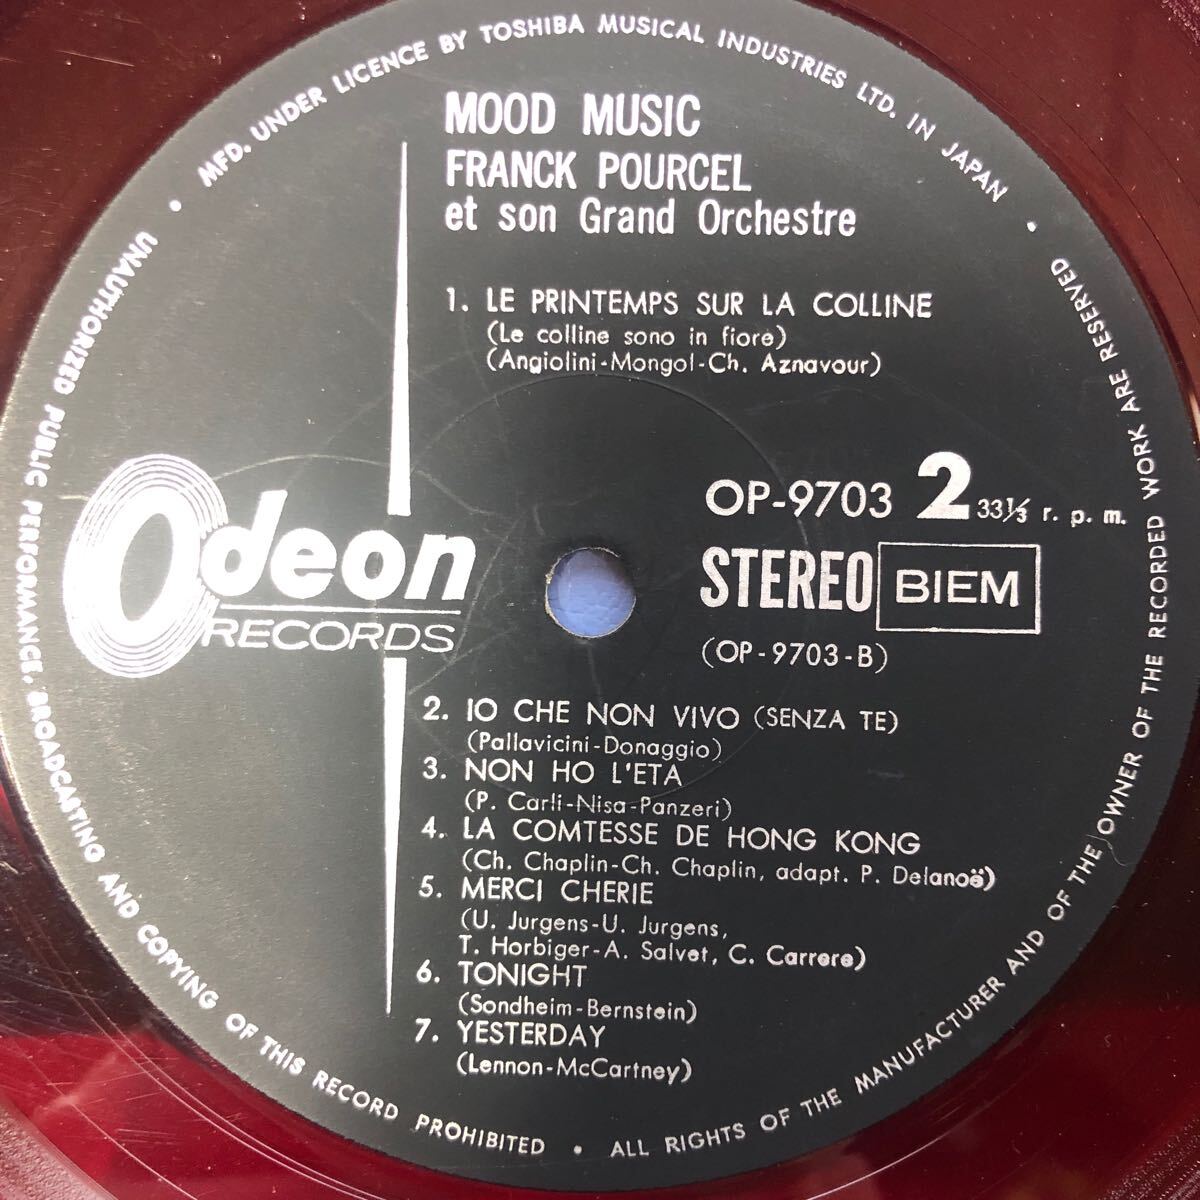 MFD. UNDER LICENCE BY TOSHIBA MUSICAL INDUSTRIES LTD. IN JAPAN •
MOOD MUSIC
FRANCK POURCEL
et son Grand Orchestre
1. LE PRINTEMPS SUR LA COLLINE
(Le colline sono in fiore)
(Angiolini-Mongol-Ch. Aznavour)
OP-9703 2 33⅓ r. p. m.
STEREO BIEM
(OP-9703-B)
Odeon
RECORDS
2. IO CHE NON VIVO (SENZA TE)
(Pallavicini-Donaggio)
3. NON HO L'ETA
(P. Carli-Nisa-Panzeri)
4. LA COMTESSE DE HONG KONG
(Ch. Chaplin-Ch. Chaplin, adapt. P. Delanoë)
5. MERCI CHERIE
(U. Jurgens-U. Jurgens,
T. Horbiger-A. Salvet, C. Carrere)
6. TONIGHT
(Sondheim-Bernstein)
7. YESTERDAY
(Lennon-McCartney)
ALL RIGHTS OF THE MANUFACTURER AND OF THE OWNER OF THE RECORDED WORK ARE RESERVED •
UNAUTHORIZED PUBLIC PERFORMANCE, BROADCASTING AND COPYING OF THIS RECORD PROHIBITED •